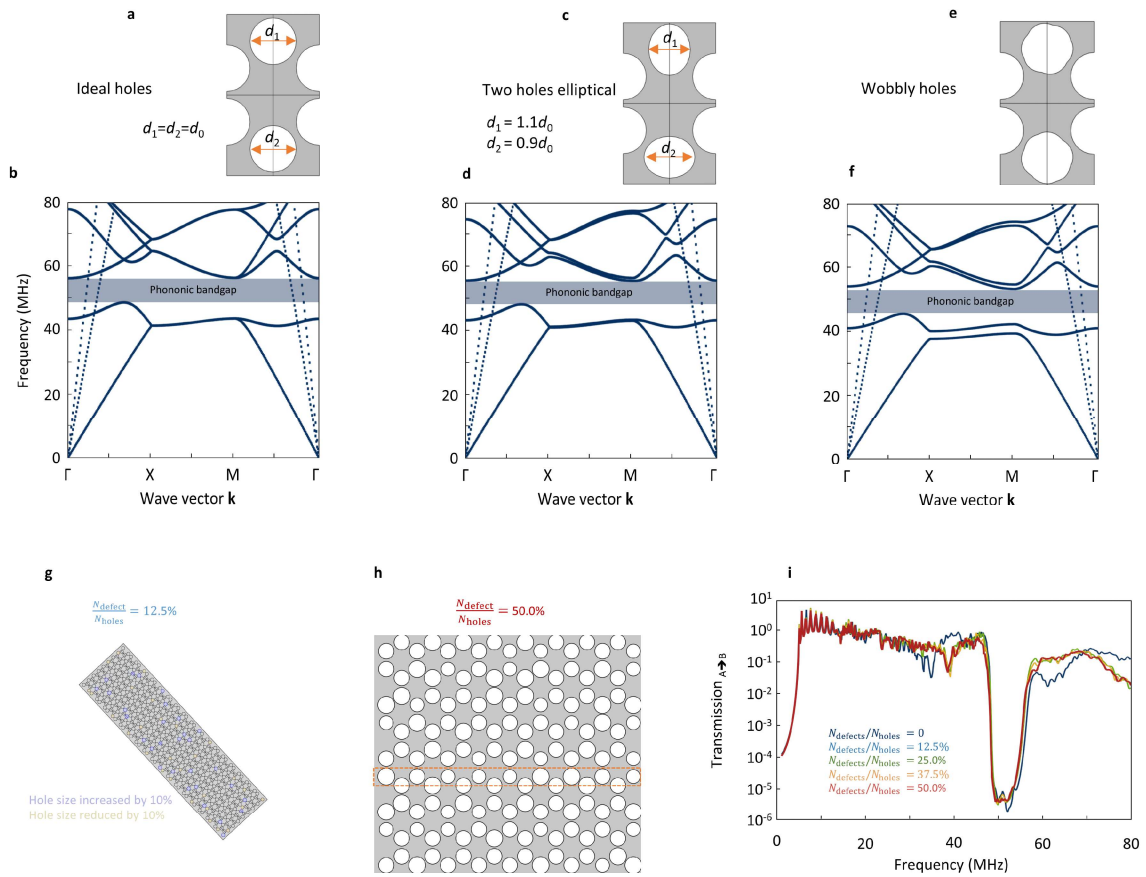 a
Ideal holes
d1=d2=d0
d1
d2
c
Two holes elliptical
d1 = 1.1d0
d2 = 0.9d0
d1
d2
e
Wobbly holes
b
80
60
40
20
0
Frequency (MHz)
Phononic bandgap
Γ X M Γ
Wave vector k
d
80
60
40
20
0
Phononic bandgap
Γ X M Γ
Wave vector k
f
80
60
40
20
0
Phononic bandgap
Γ X M Γ
Wave vector k
g
Ndefect/Nholes = 12.5%
Hole size increased by 10%
Hole size reduced by 10%
h
Ndefect/Nholes = 50.0%
i
10^1
10^0
10^-1
10^-2
10^-3
10^-4
10^-5
10^-6
Transmission A➔B
Ndefects/Nholes = 0
Ndefects/Nholes = 12.5%
Ndefects/Nholes = 25.0%
Ndefects/Nholes = 37.5%
Ndefects/Nholes = 50.0%
0 20 40 60 80
Frequency (MHz)